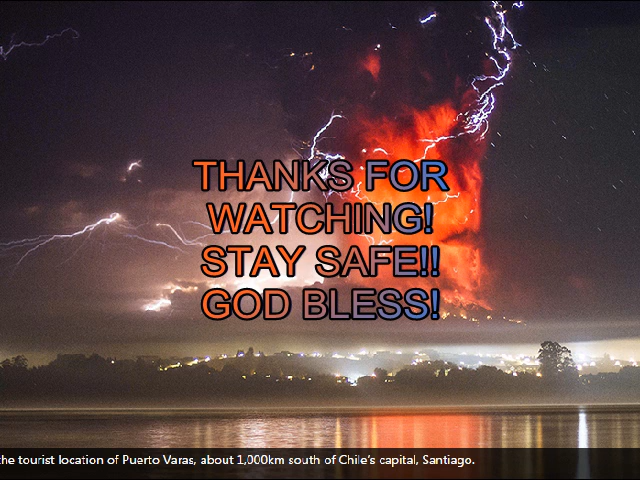 THANKS FOR
WATCHING!
STAY SAFE!!
GOD BLESS!
the tourist location of Puerto Varas, about 1,000km south of Chile's capital, Santiago.